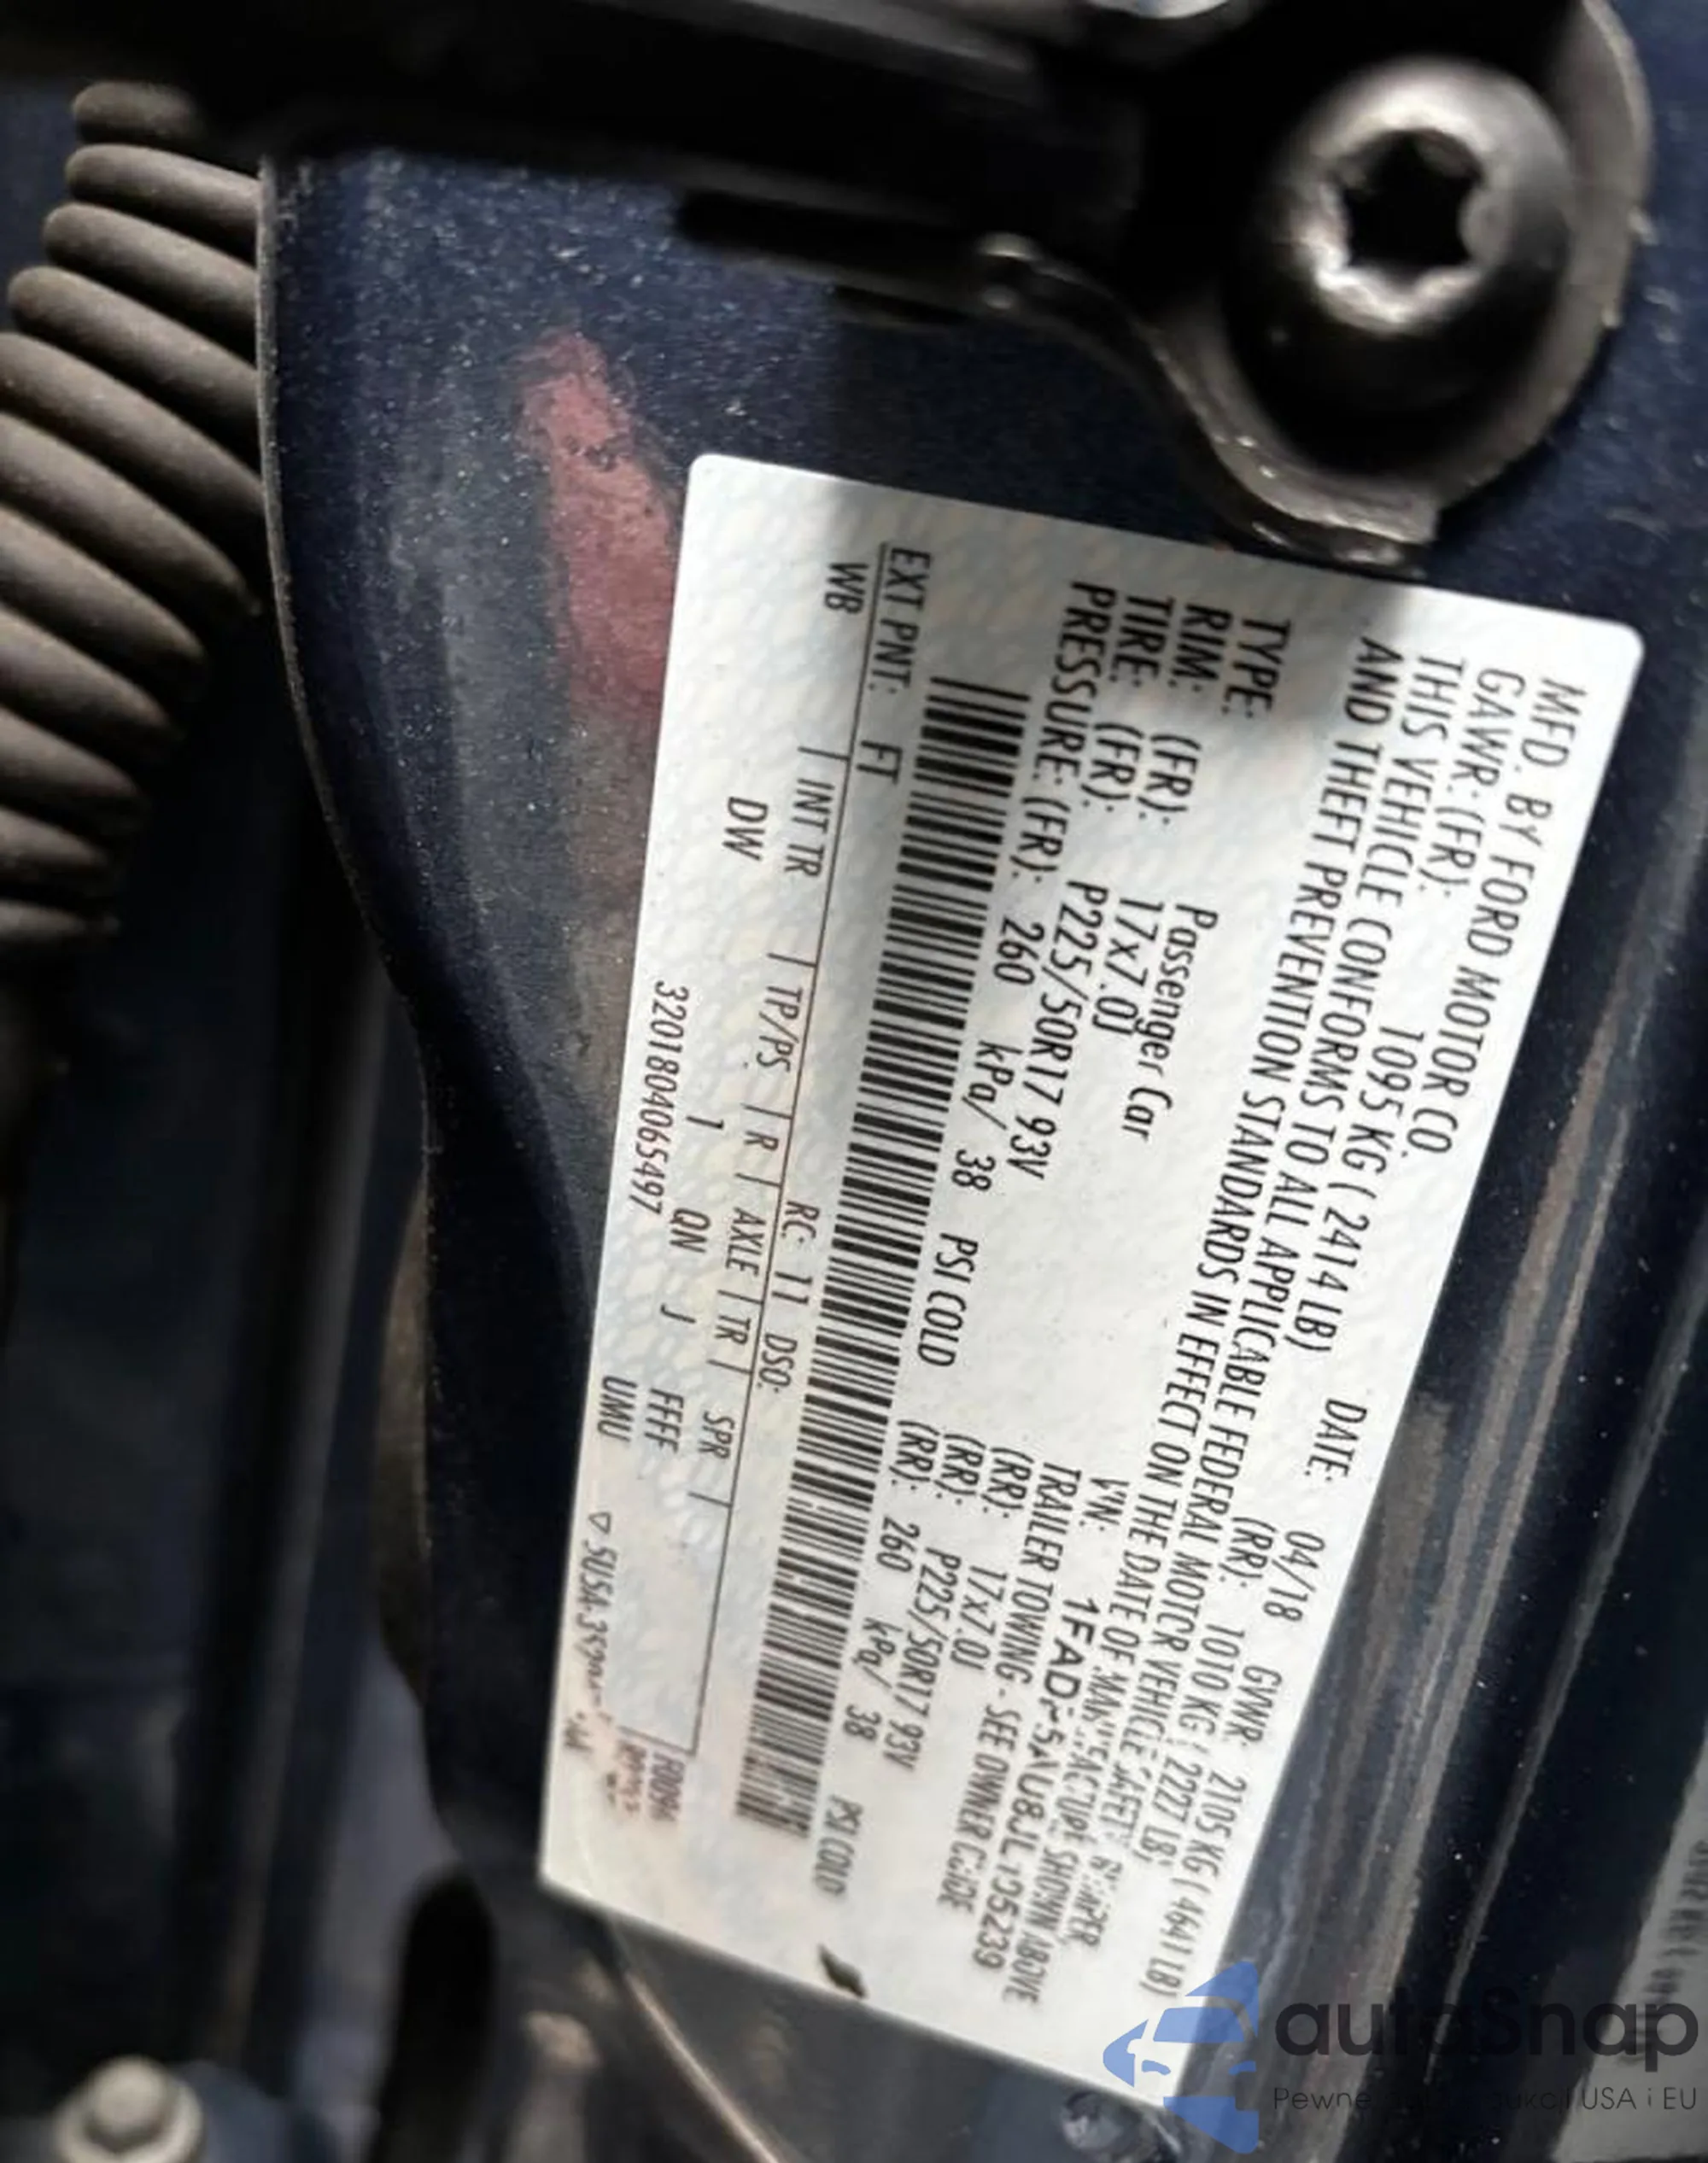 MFD. BY FORD MOTOR CO. DATE: 04/18 GVWR: 2105 KG ( 4641 LB)
GAWR: (FR): 1095 KG ( 2414 LB) (RR): 1010 KG ( 2227 LB)
THIS VEHICLE CONFORMS TO ALL APPLICABLE FEDERAL MOTOR VEHICLE SAFETY
AND THEFT PREVENTION STANDARDS IN EFFECT ON THE DATE OF MANUFACTURE SHOWN ABOVE
VIN:
TYPE: Passenger Car TRAILER TOWING - SEE OWNER GUIDE
RIM: (FR): 17x7.0J (RR): 17x7.0J
TIRE: (FR): P225/50R17 93V (RR): P225/50R17 93V
PRESSURE: (FR): 260 kPa/ 38 PSI COLD (RR): 260 kPa/ 38 PSI COLD
EXT PNT: FT RC: 11 DSO:
WB | INT TR | TP/PS | R | AXLE | TR | SPR |
DW 1 QN J FFFF
3201804065497 UMU
autoSnap
USA i EU